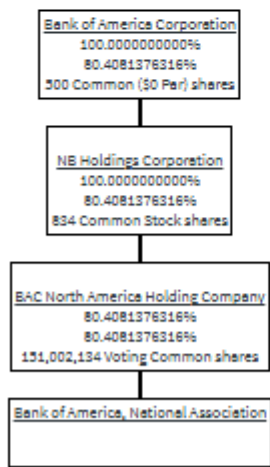 Bank of America Corporation
100.0000000000%
80.4081376316%
500 Common ($0 Par) shares
NB Holdings Corporation
100.0000000000%
80.4081376316%
834 Common Stock shares
BAC North America Holding Company
80.4081376316%
80.4081376316%
151,002,134 Voting Common shares
Bank of America, National Association